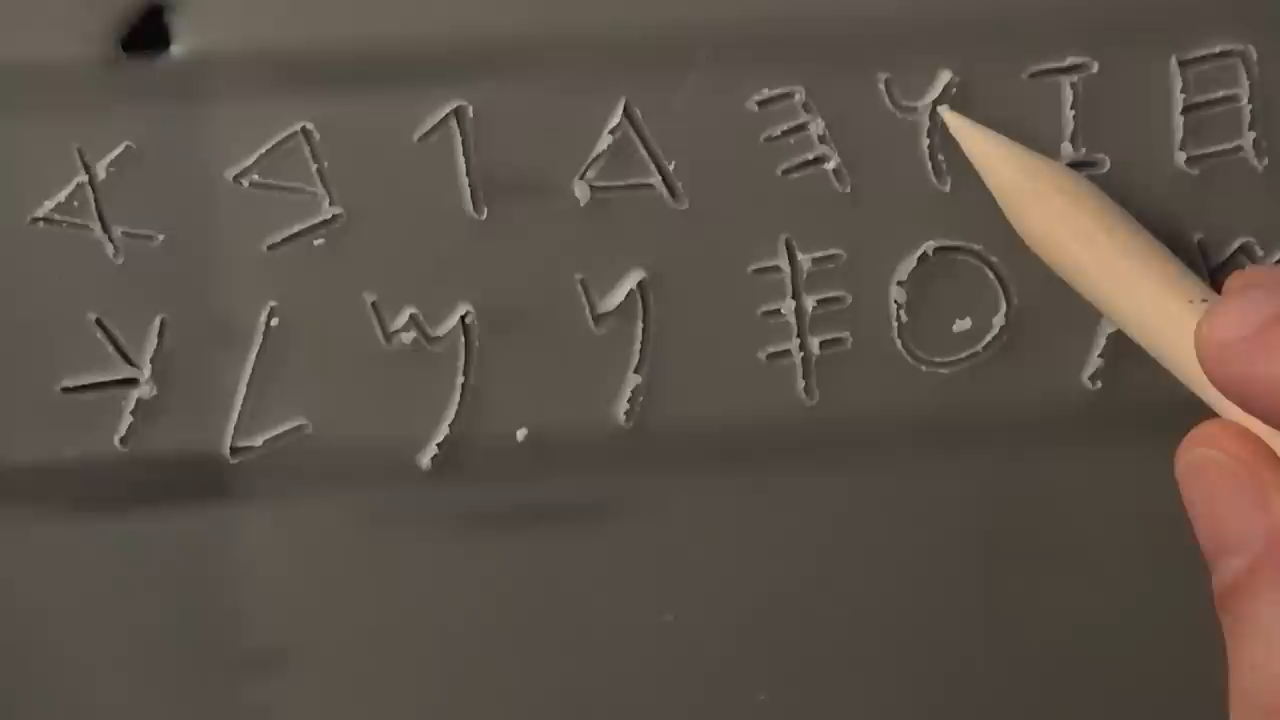 𐤀 𐤁 𐤂 𐤃 𐤄 𐤅 𐤆 𐤇
𐤊 𐤋 𐤌 𐤍 𐤎 𐤏